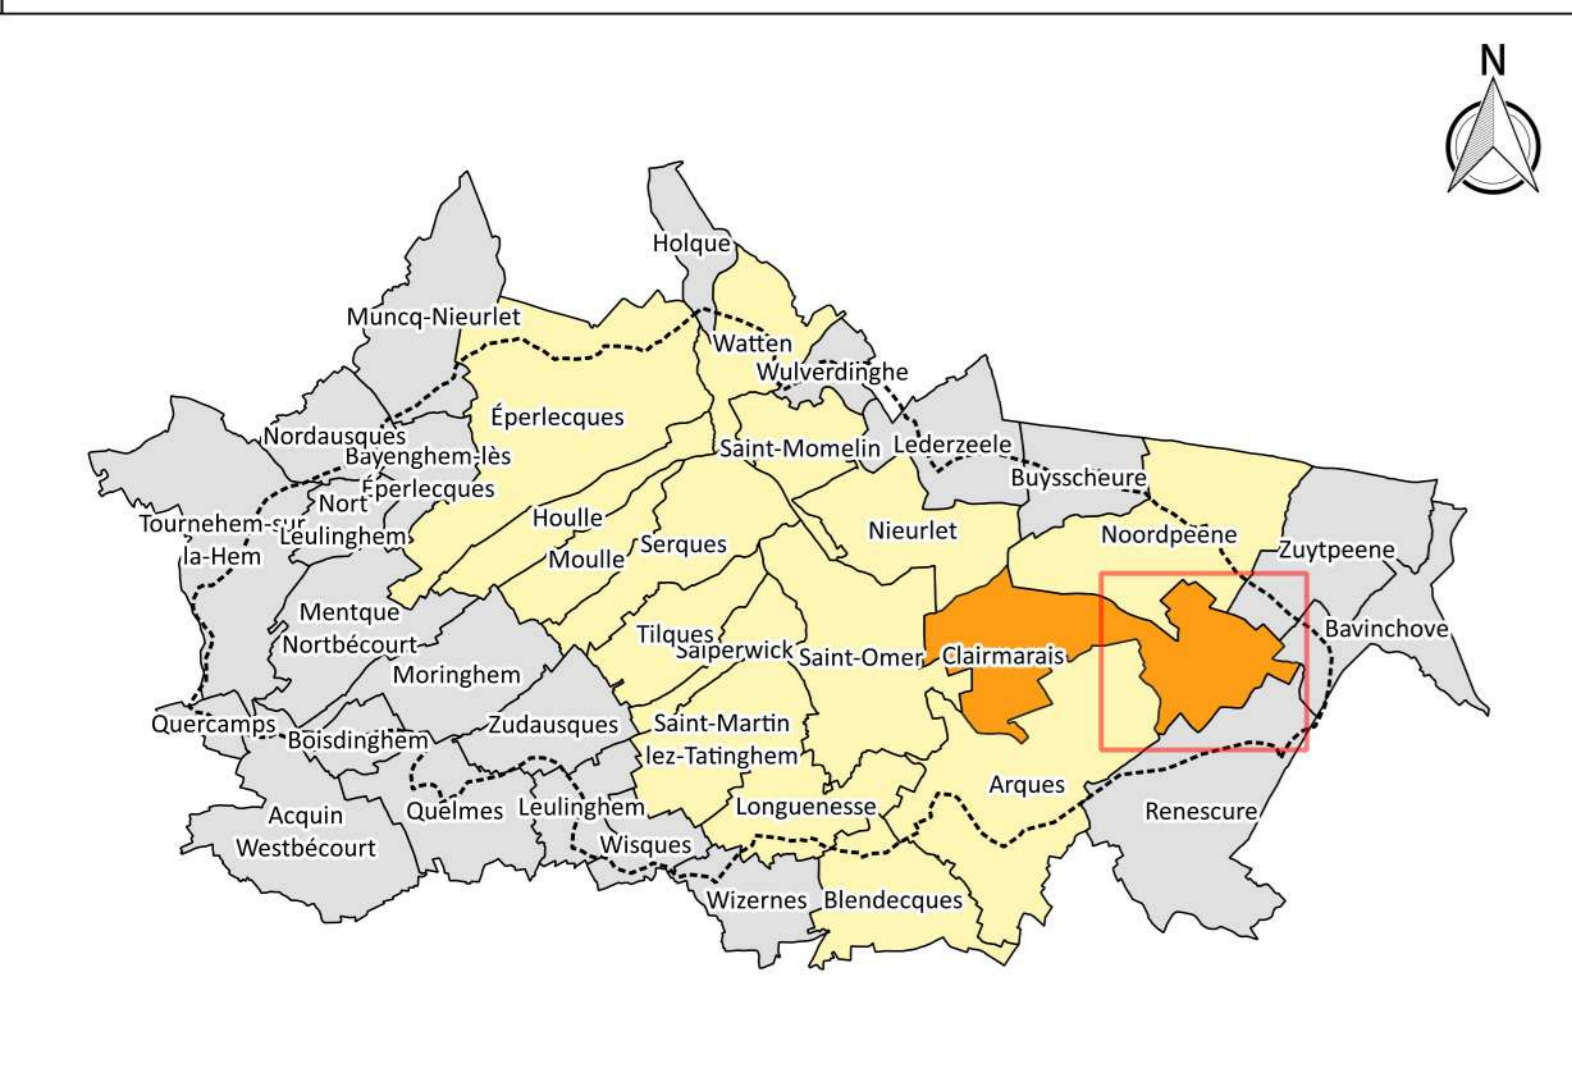 N
Holque
Muncq-Nieurlet
Watten
Wulverdinghe
Éperlecques
Nordausques
Saint-Momelin
Lederzeele
Bayenghem-lès
Éperlecques
Buysscheure
Nort
Leulinghem
Houlle
Tournehem-sur
la-Hem
Nieurlet
Noordpeene
Serques
Moulle
Zuytpeene
Mentque
Nortbécourt
Tilques
Salperwick
Saint-Omer
Clairmarais
Bavinchove
Moringhem
Quercamps
Boisdinghem
Zudausques
Saint-Martin
lez-Tatinghem
Arques
Acquin
Westbécourt
Quelmes
Leulinghem
Longuenesse
Renescure
Wisques
Wizernes
Blendecques